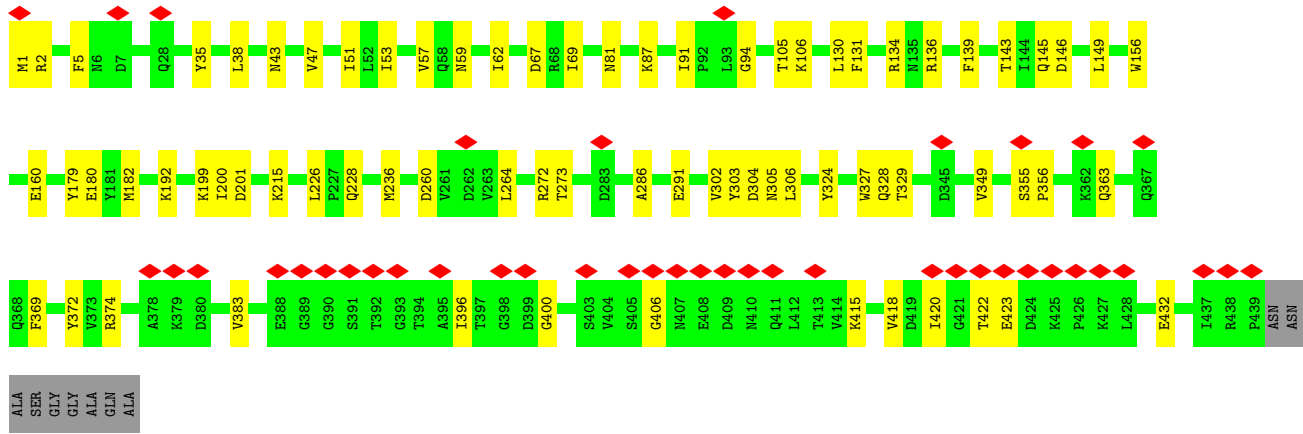 M1 R2 F5 N6 D7 Q28 Y35 L38 N43 V47 I51 L52 I53 V57 Q58 N59 I62 D67 R68 I69 N81 K87 I91 P92 L93 G94 T105 K106 L130 F131 R134 N135 R136 F139 T143 I144 Q145 D146 L149 W156
E160 Y179 E180 Y181 M182 K192 K199 I200 D201 K215 L226 P227 Q228 M236 D260 V261 D262 V263 L264 R272 T273 D283 A286 E291 V302 Y303 D304 N305 L306 Y324 W327 Q328 T329 D345 V349 S355 P356 K362 Q363 Q367
Q368 F369 Y372 V373 R374 A378 K379 D380 V383 E388 G389 G390 S391 T392 G393 T394 A395 I396 T397 G398 D399 G400 S403 V404 S405 G406 N407 E408 D409 N410 Q411 L412 T413 V414 K415 V418 D419 I420 G421 T422 E423 D424 K425 P426 K427 L428 E432 I437 R438 P439 ASN ASN
ALA SER GLY GLY ALA GLN ALA